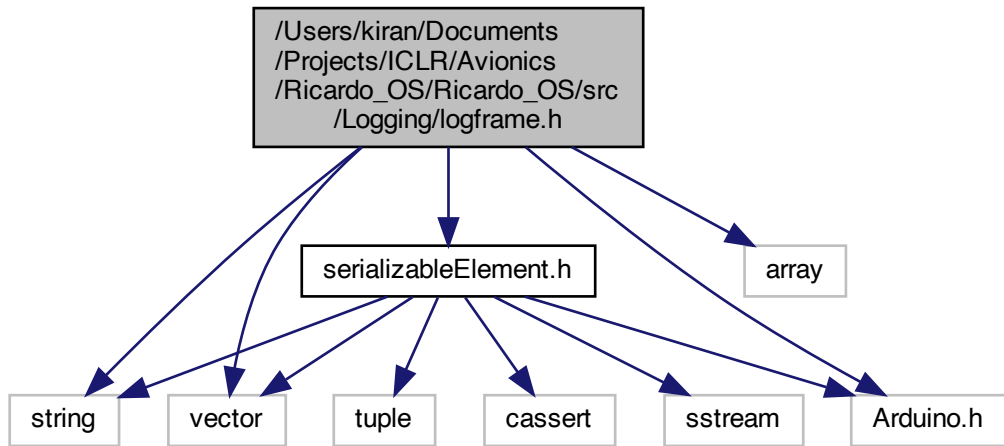 /Users/kiran/Documents
/Projects/ICLR/Avionics
/Ricardo_OS/Ricardo_OS/src
/Logging/logframe.h
serializableElement.h
array
string
vector
tuple
cassert
sstream
Arduino.h